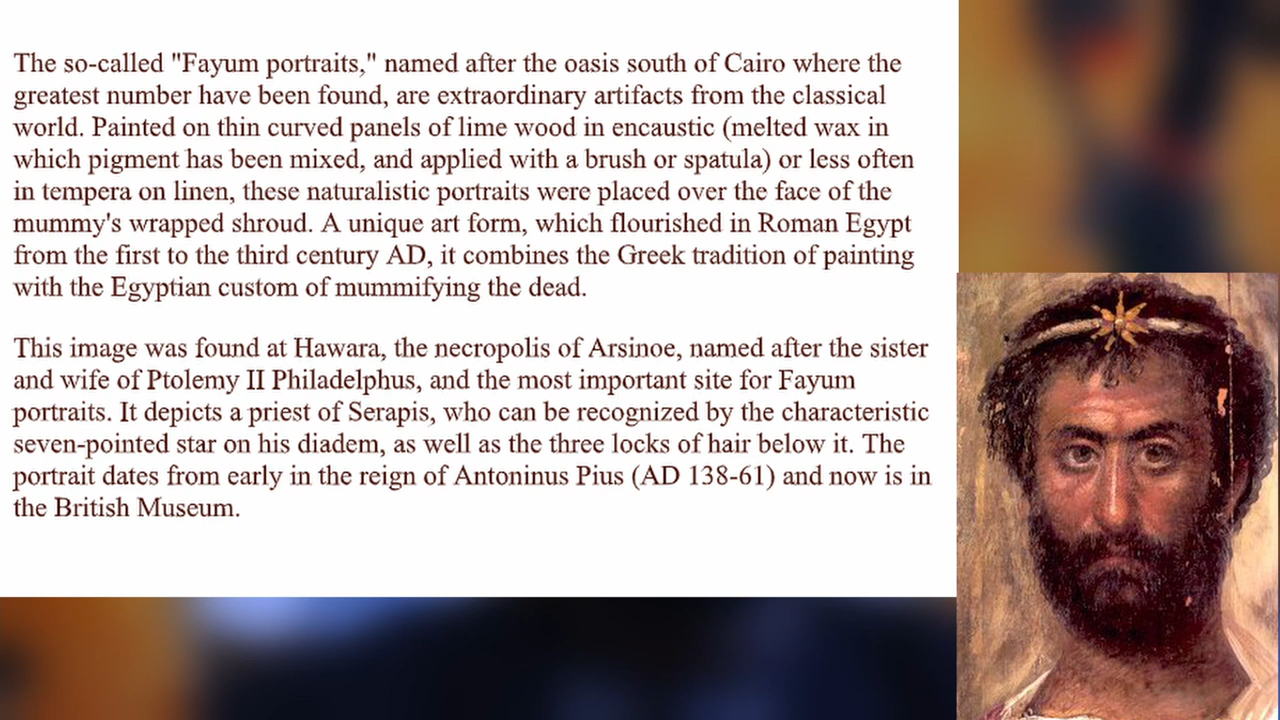 The so-called "Fayum portraits," named after the oasis south of Cairo where the
greatest number have been found, are extraordinary artifacts from the classical
world. Painted on thin curved panels of lime wood in encaustic (melted wax in
which pigment has been mixed, and applied with a brush or spatula) or less often
in tempera on linen, these naturalistic portraits were placed over the face of the
mummy's wrapped shroud. A unique art form, which flourished in Roman Egypt
from the first to the third century AD, it combines the Greek tradition of painting
with the Egyptian custom of mummifying the dead.
This image was found at Hawara, the necropolis of Arsinoe, named after the sister
and wife of Ptolemy II Philadelphus, and the most important site for Fayum
portraits. It depicts a priest of Serapis, who can be recognized by the characteristic
seven-pointed star on his diadem, as well as the three locks of hair below it. The
portrait dates from early in the reign of Antoninus Pius (AD 138-61) and now is in
the British Museum.